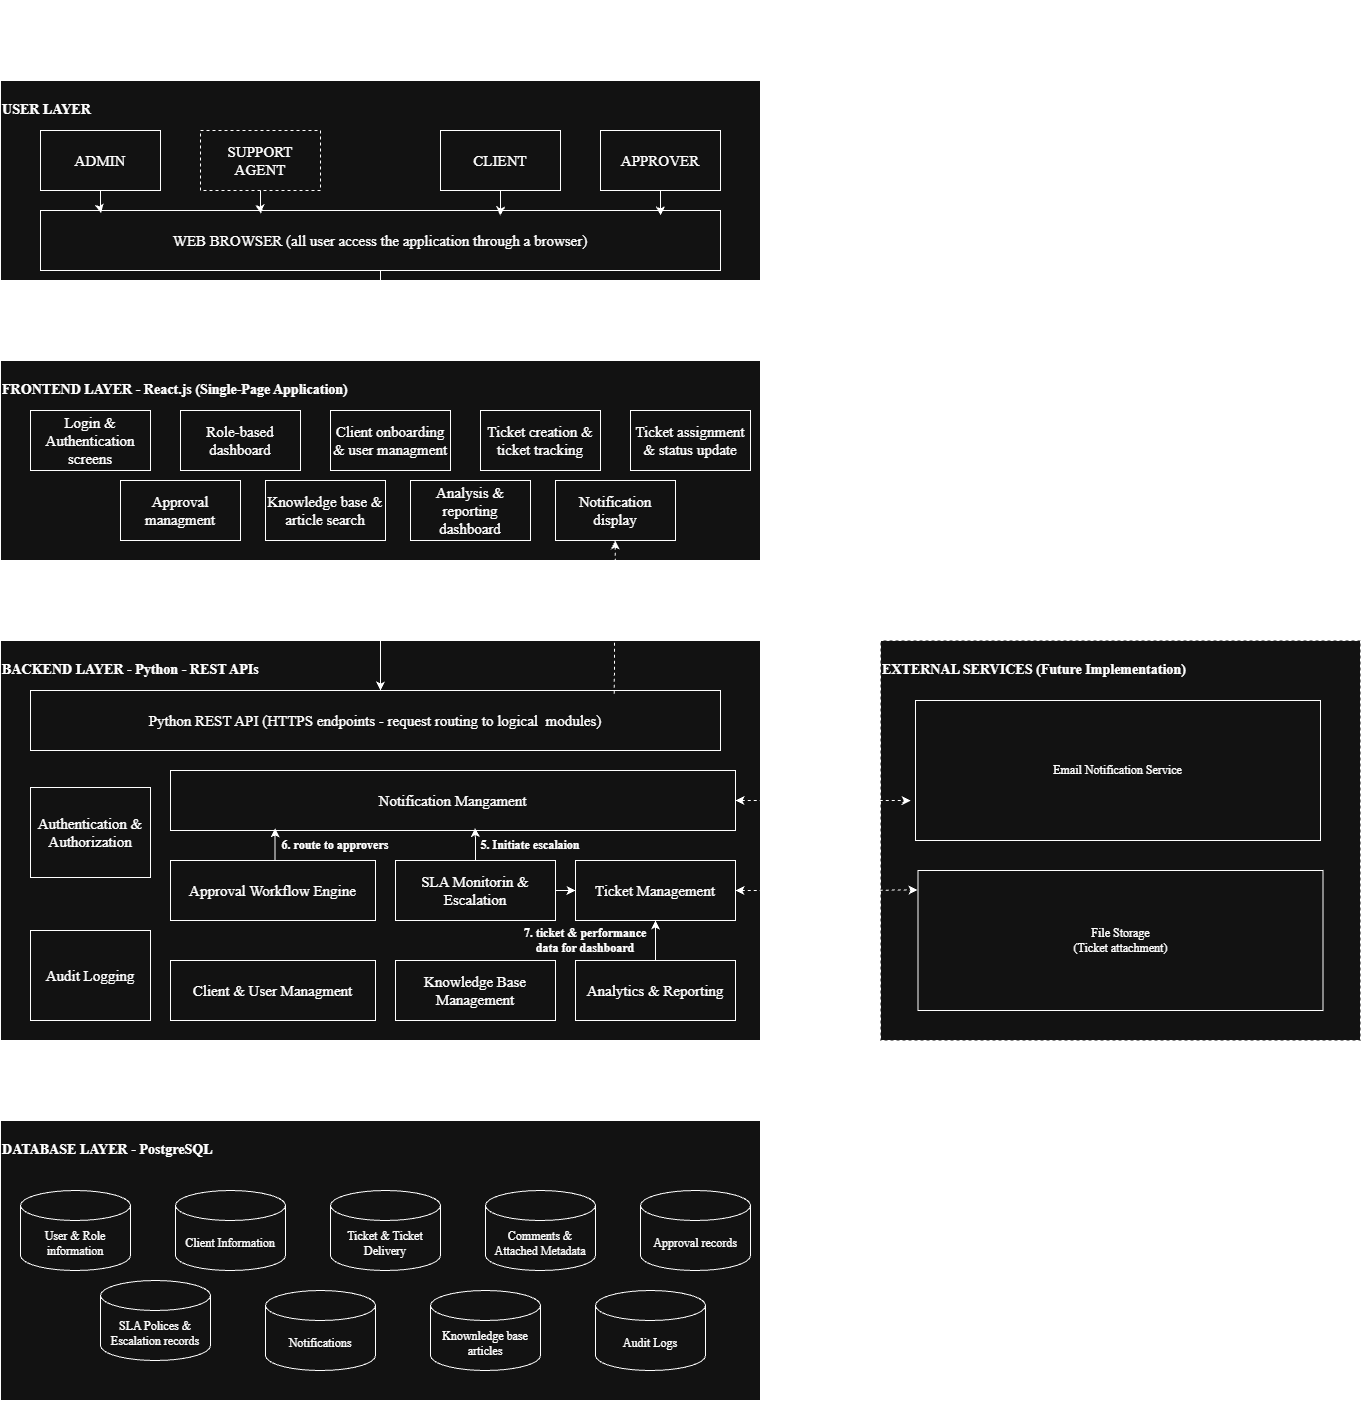 USER LAYER
ADMIN
SUPPORT
AGENT
CLIENT
APPROVER
WEB BROWSER (all user access the application through a browser)
FRONTEND LAYER - React.js (Single-Page Application)
Login &
Authentication
screens
Role-based
dashboard
Client onboarding
& user managment
Ticket creation &
ticket tracking
Ticket assignment
& status update
Approval
managment
Knowledge base &
article search
Analysis &
reporting
dashboard
Notification
display
BACKEND LAYER - Python - REST APIs
Python REST API (HTTPS endpoints - request routing to logical modules)
Notification Mangament
Authentication &
Authorization
6. route to approvers
5. Initiate escalaion
Approval Workflow Engine
SLA Monitorin &
Escalation
Ticket Management
7. ticket & performance
data for dashboard
Audit Logging
Client & User Managment
Knowledge Base
Management
Analytics & Reporting
EXTERNAL SERVICES (Future Implementation)
Email Notification Service
File Storage
(Ticket attachment)
DATABASE LAYER - PostgreSQL
User & Role
information
Client Information
Ticket & Ticket
Delivery
Comments &
Attached Metadata
Approval records
SLA Polices &
Escalation records
Notifications
Knownledge base
articles
Audit Logs